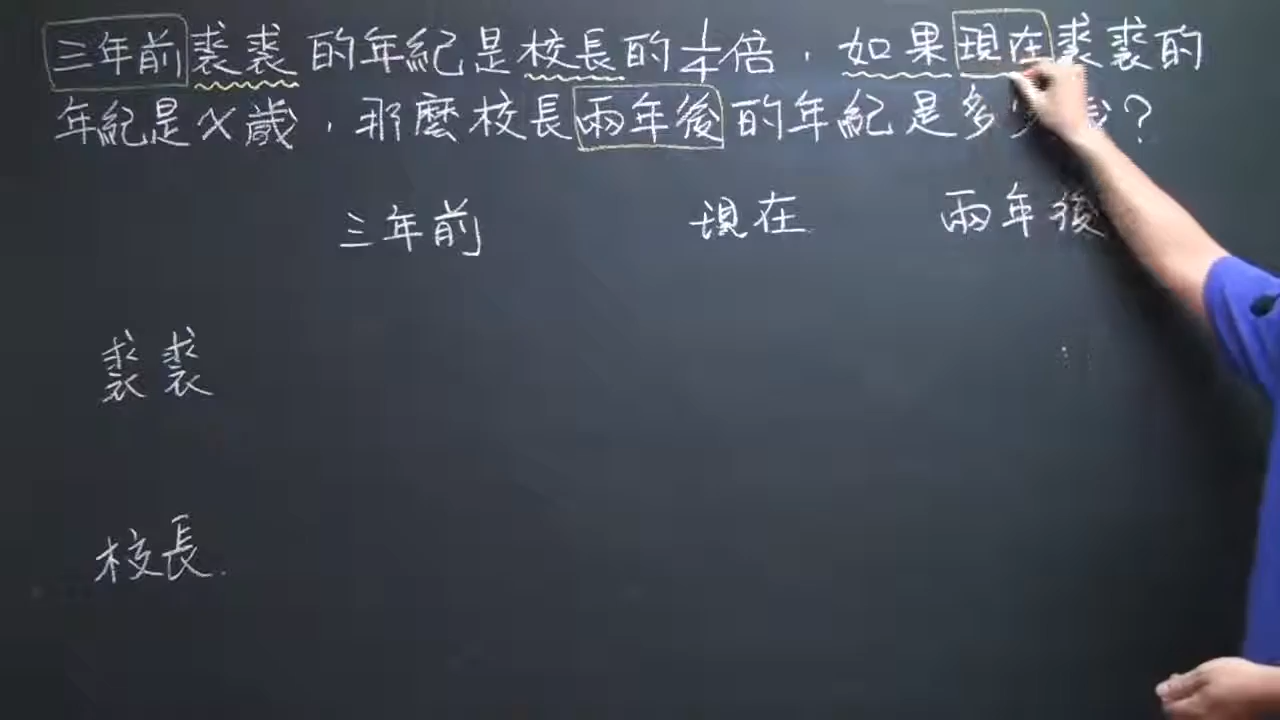 三年前裘裘的年紀是校長的1/4倍，如果現在裘裘的
年紀是X歲，那麼校長兩年後的年紀是多少歲？
三年前 現在 兩年後
裘裘
校長